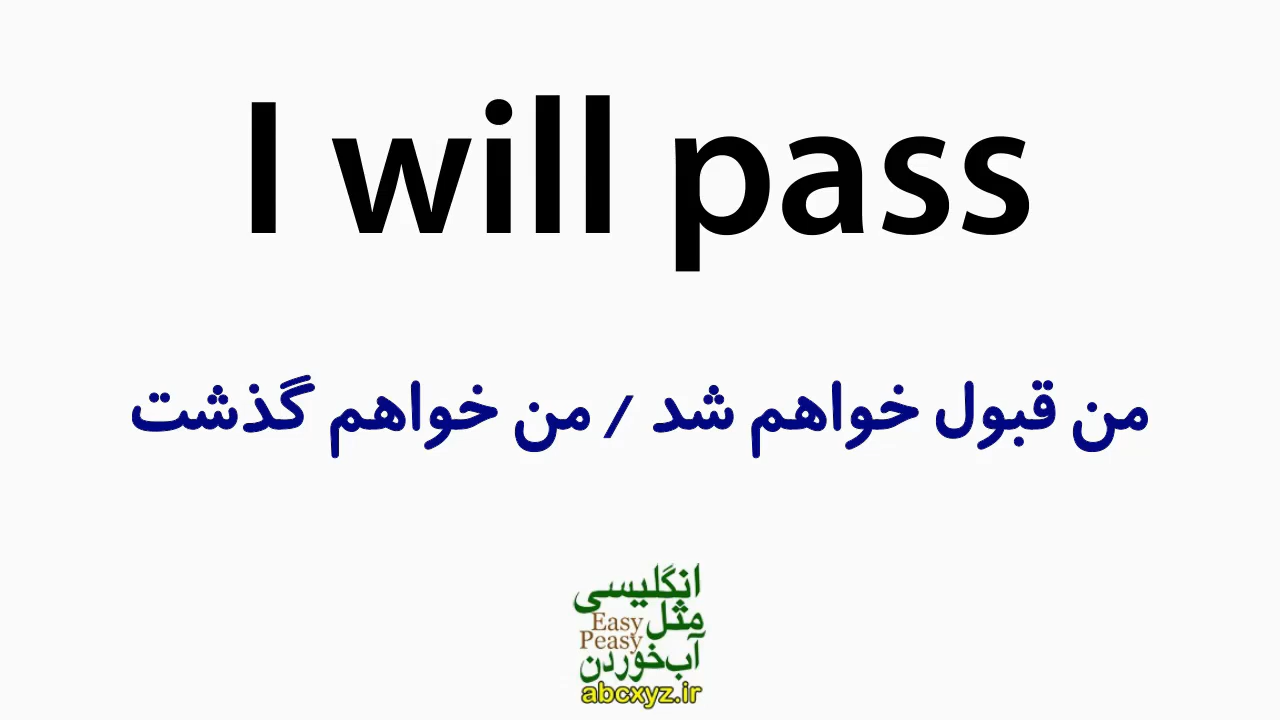 I will pass
من قبول خواهم شد / من خواهم گذشت
انگلیسی
مثل
Easy
Peasy
آب‌خوردن
abcxyz.ir